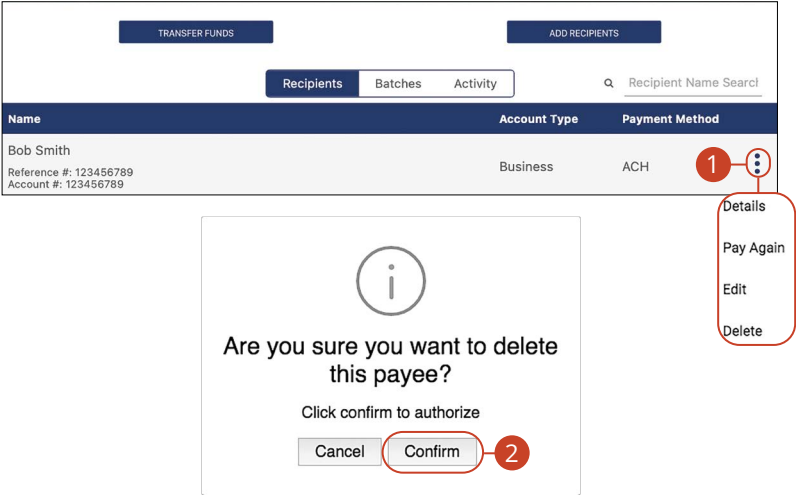 TRANSFER FUNDS ADD RECIPIENTS
Recipients Batches Activity Recipient Name Search
Name Account Type Payment Method
Bob Smith
Reference #: 123456789
Account #: 123456789
Business ACH
1
Details
Pay Again
Edit
Delete
Are you sure you want to delete
this payee?
Click confirm to authorize
Cancel Confirm
2